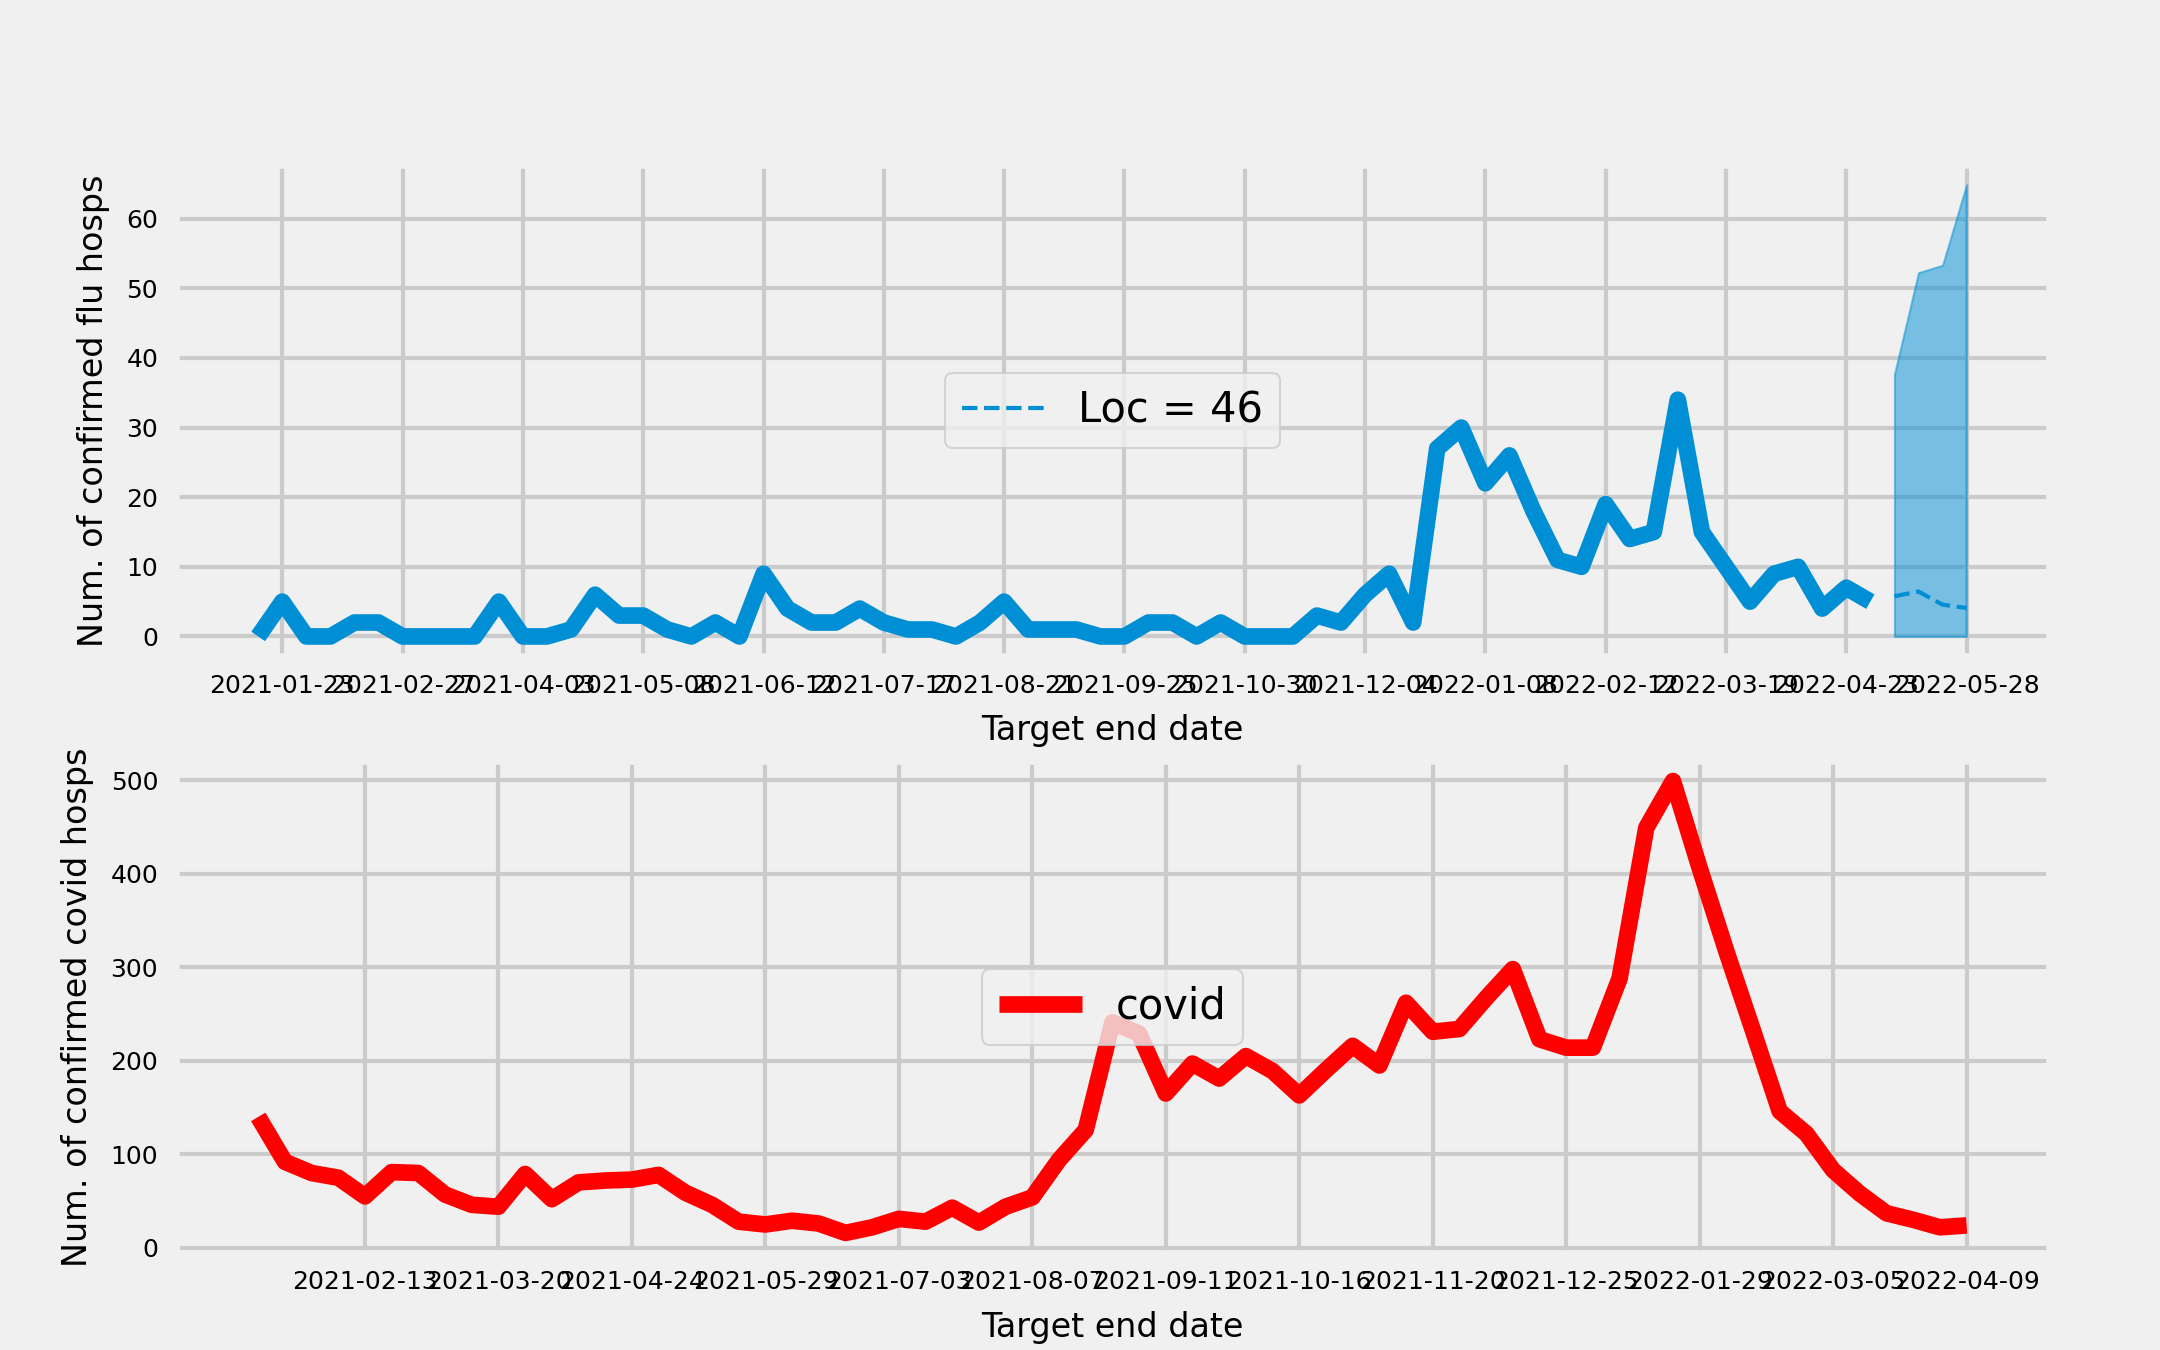 Num. of confirmed flu hosps
60
50
40
30
20
10
0
Loc = 46
2021-01-23 2021-02-27 2021-04-03 2021-05-08 2021-06-12 2021-07-17 2021-08-21 2021-09-25 2021-10-30 2021-12-04 2022-01-08 2022-02-12 2022-03-19 2022-04-23 2022-05-28
Target end date
Num. of confirmed covid hosps
500
400
300
200
100
0
covid
2021-02-13 2021-03-20 2021-04-24 2021-05-29 2021-07-03 2021-08-07 2021-09-11 2021-10-16 2021-11-20 2021-12-25 2022-01-29 2022-03-05 2022-04-09
Target end date